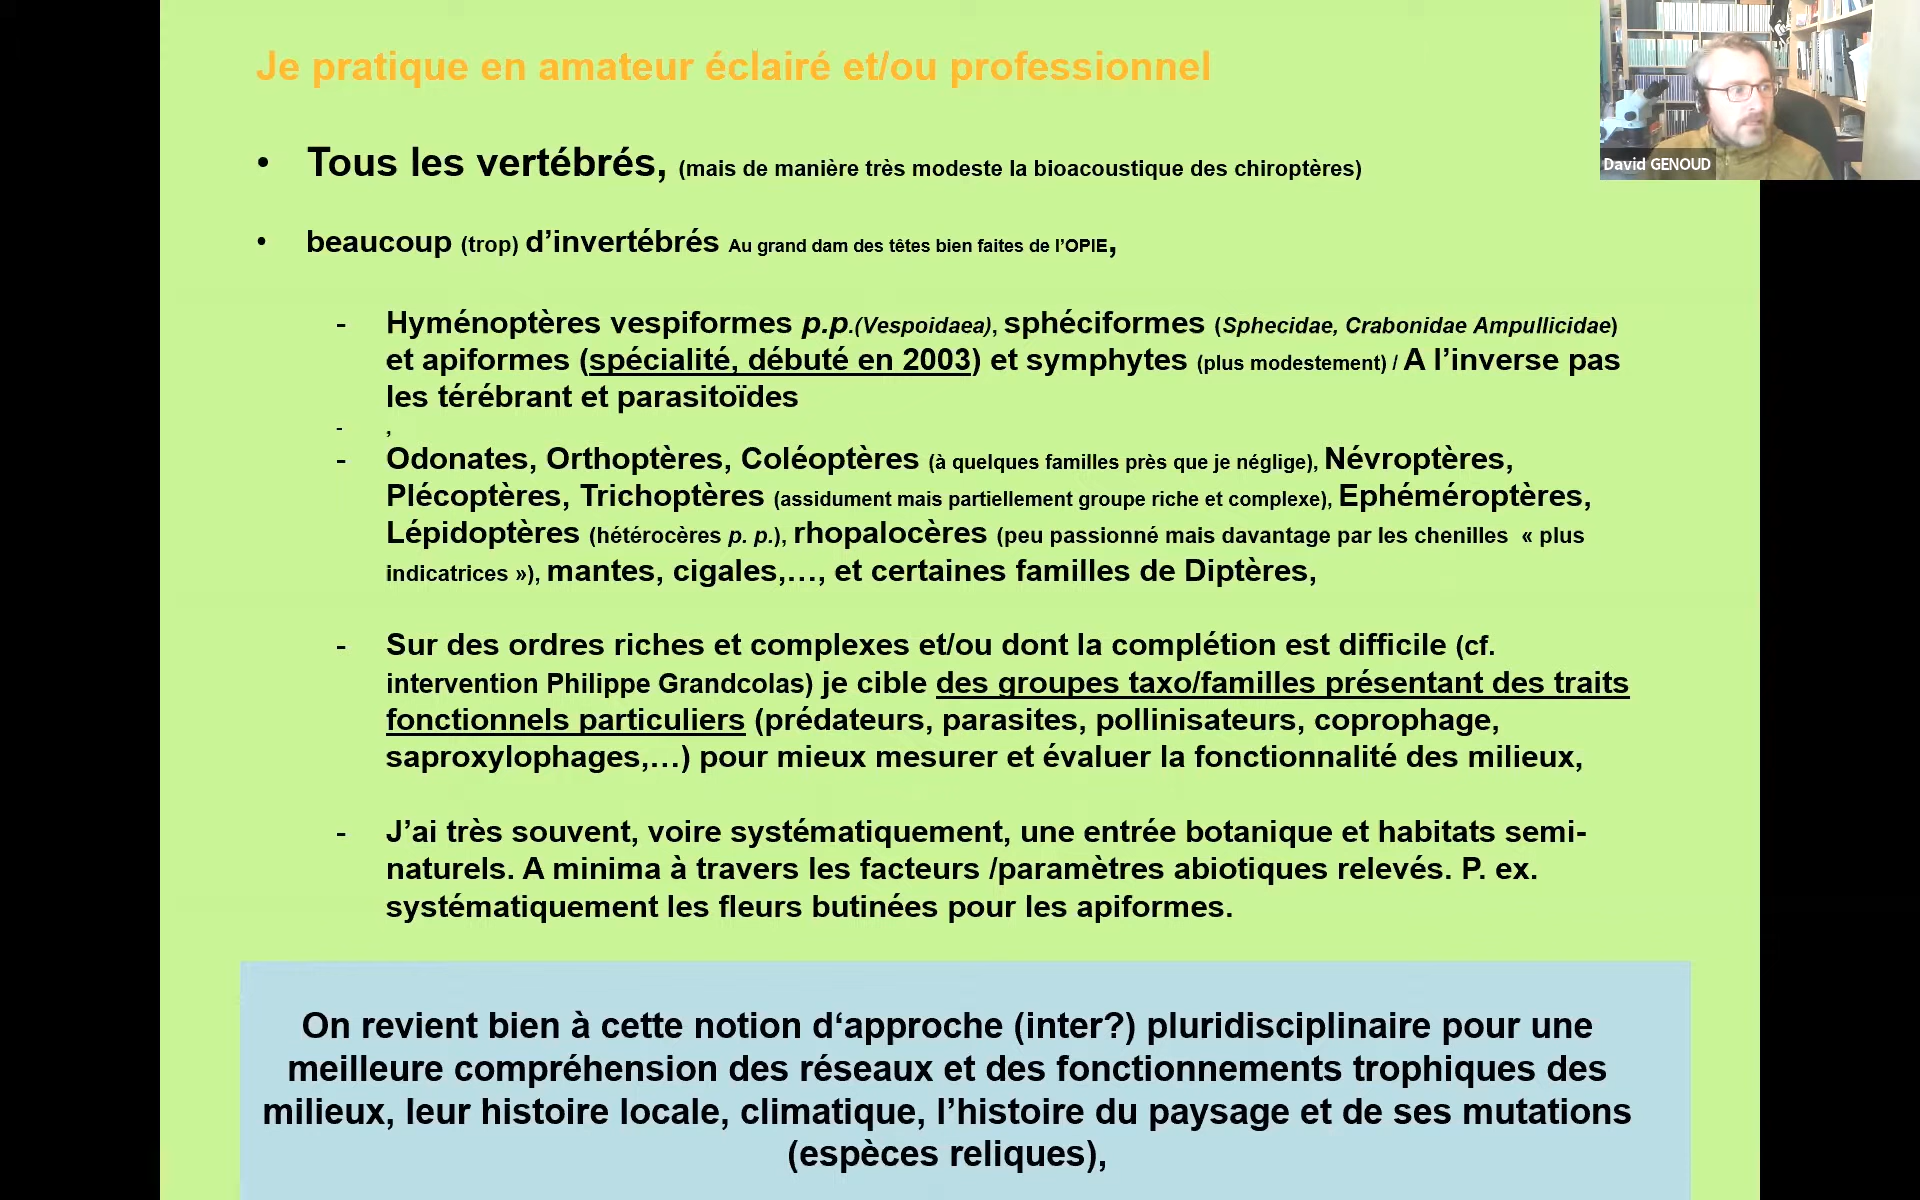 Je pratique en amateur éclairé et/ou professionnel
David GENOUD
• Tous les vertébrés, (mais de manière très modeste la bioacoustique des chiroptères)
• beaucoup (trop) d’invertébrés Au grand dam des têtes bien faites de l’OPIE,
- Hyménoptères vespiformes p.p.(Vespoidaea), sphéciformes (Sphecidae, Crabonidae Ampullicidae)
et apiformes (spécialité, débuté en 2003) et symphytes (plus modestement) / A l’inverse pas
les térébrant et parasitoïdes
- ,
- Odonates, Orthoptères, Coléoptères (à quelques familles près que je néglige), Névroptères,
Plécoptères, Trichoptères (assidument mais partiellement groupe riche et complexe), Ephéméroptères,
Lépidoptères (hétérocères p. p.), rhopalocères (peu passionné mais davantage par les chenilles « plus
indicatrices »), mantes, cigales,…, et certaines familles de Diptères,
- Sur des ordres riches et complexes et/ou dont la complétion est difficile (cf.
intervention Philippe Grandcolas) je cible des groupes taxo/familles présentant des traits
fonctionnels particuliers (prédateurs, parasites, pollinisateurs, coprophage,
saproxylophages,…) pour mieux mesurer et évaluer la fonctionnalité des milieux,
- J’ai très souvent, voire systématiquement, une entrée botanique et habitats semi-
naturels. A minima à travers les facteurs /paramètres abiotiques relevés. P. ex.
systématiquement les fleurs butinées pour les apiformes.
On revient bien à cette notion d‘approche (inter?) pluridisciplinaire pour une
meilleure compréhension des réseaux et des fonctionnements trophiques des
milieux, leur histoire locale, climatique, l’histoire du paysage et de ses mutations
(espèces reliques),